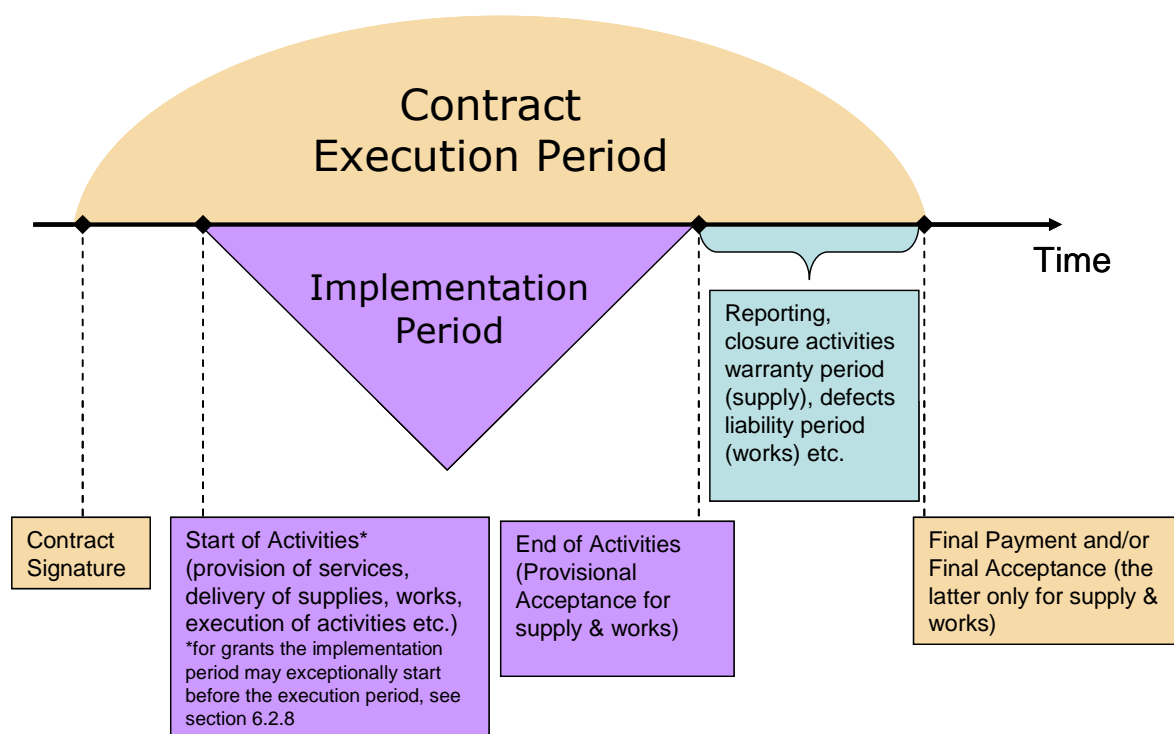 Contract
Execution Period
Time
Implementation
Period
Reporting,
closure activities
warranty period
(supply), defects
liability period
(works) etc.
Contract
Signature
Start of Activities*
(provision of services,
delivery of supplies, works,
execution of activities etc.)
*for grants the implementation
period may exceptionally start
before the execution period, see
section 6.2.8
End of Activities
(Provisional
Acceptance for
supply & works)
Final Payment and/or
Final Acceptance (the
latter only for supply &
works)